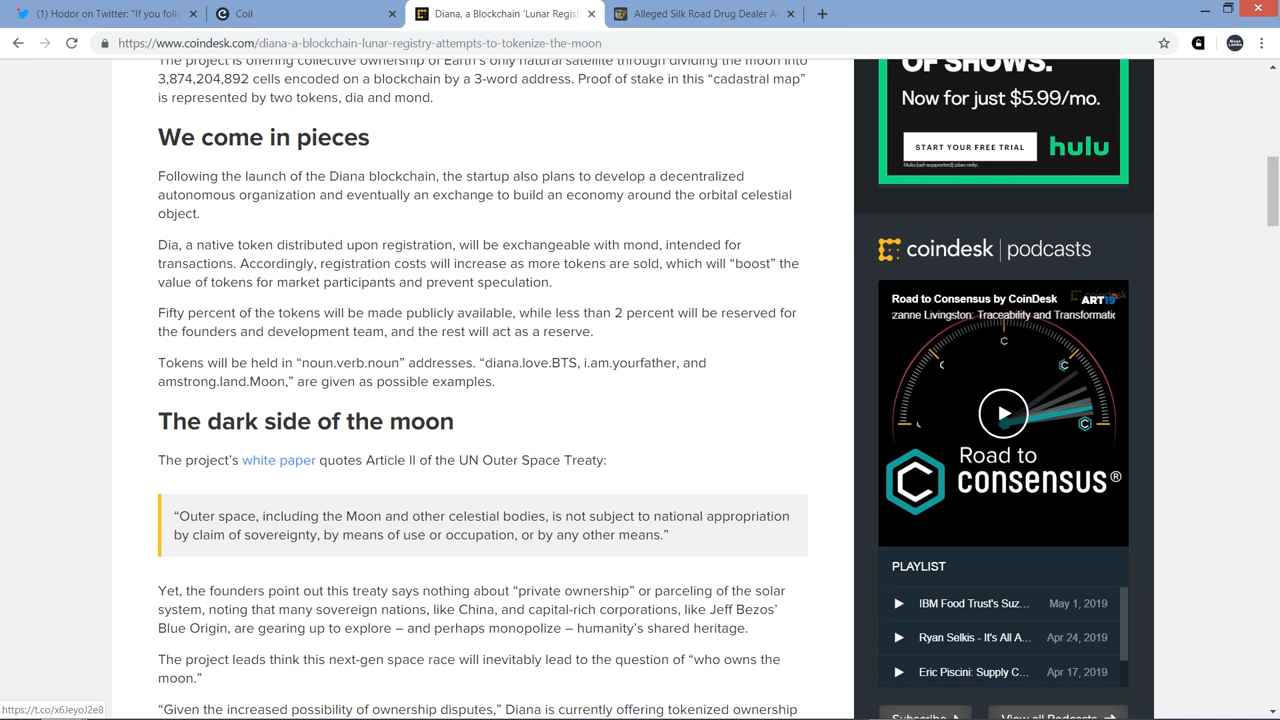 (1) Hodor on Twitter: "If you follo
Coil
Diana, a Blockchain 'Lunar Regist
Alleged Silk Road Drug Dealer A
https://www.coindesk.com/diana-a-blockchain-lunar-registry-attempts-to-tokenize-the-moon
The project is offering collective ownership of Earth's only natural satellite through dividing the moon into
3,874,204,892 cells encoded in a blockchain by a 3-word address. Proof of stake in this “cadastral map”
is represented by two tokens, dia and mond.
We come in pieces
Following the launch of the Diana blockchain, the startup also plans to develop a decentralized
autonomous organization and eventually an exchange to build an economy around the orbital celestial
object.
Dia, a native token distributed upon registration, will be exchangeable with mond, intended for
transactions. Accordingly, registration costs will increase as more tokens are sold, which will “boost” the
value of tokens for market participants and prevent speculation.
Fifty percent of the tokens will be made publicly available, while less than 2 percent will be reserved for
the founders and development team, and the rest will act as a reserve.
Tokens will be held in “noun.verb.noun” addresses. “diana.love.BTS, i.am.yourfather, and
amstrong.land.Moon,” are given as possible examples.
The dark side of the moon
The project’s white paper quotes Article II of the UN Outer Space Treaty:
“Outer space, including the Moon and other celestial bodies, is not subject to national appropriation
by claim of sovereignty, by means of use or occupation, or by any other means.”
Yet, the founders point out this treaty says nothing about “private ownership” or parceling of the solar
system, noting that many sovereign nations, like China, and capital-rich corporations, like Jeff Bezos’
Blue Origin, are gearing up to explore – and perhaps monopolize – humanity’s shared heritage.
The project leads think this next-gen space race will inevitably lead to the question of “who owns the
moon.”
“Given the increased possibility of ownership disputes,” Diana is currently offering tokenized ownership
https://t.co/x6JeyoJ2e8
OF SHOWS.
Now for just $5.99/mo.
START YOUR FREE TRIAL
hulu
Hulu (ad-supported) plan only.
coindesk | podcasts
Road to Consensus by CoinDesk
ART19
zanne Livingston: Traceability and Transformatio
Road to
consensus®
PLAYLIST
IBM Food Trust's Suz... May 1, 2019
Ryan Selkis - It's All A... Apr 24, 2019
Eric Piscini: Supply C... Apr 17, 2019
Subscribe
View all Podcasts